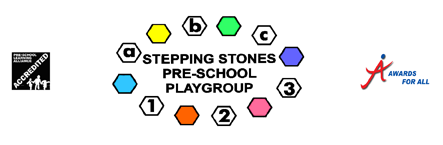 PRE-SCHOOL
LEARNING
ALLIANCE
ACCREDITED
a
b
c
STEPPING STONES
PRE-SCHOOL
PLAYGROUP
1
2
3
AWARDS
FOR ALL